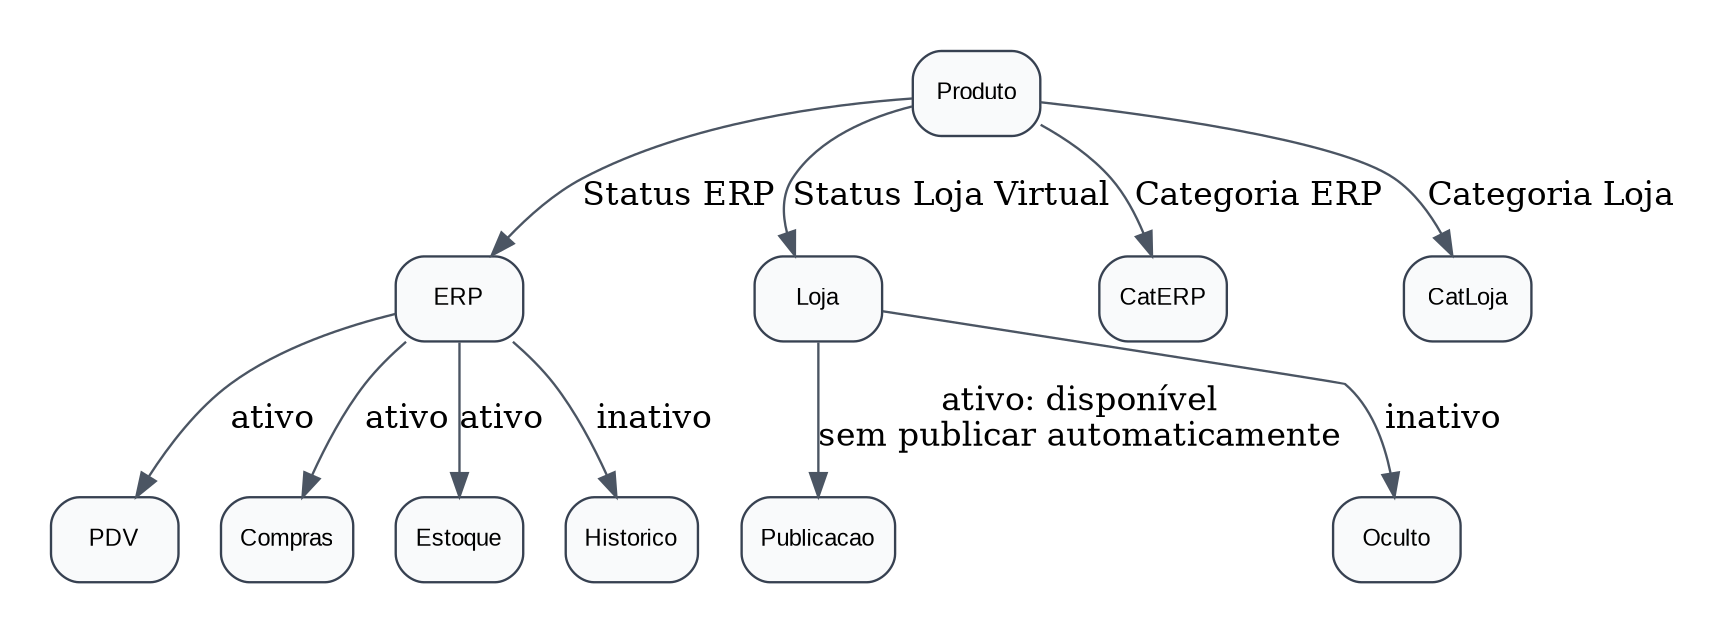 Produto
Status ERP
Status Loja Virtual
Categoria ERP
Categoria Loja
ERP
Loja
CatERP
CatLoja
ativo
ativo
ativo
inativo
ativo: disponível
sem publicar automaticamente
inativo
PDV
Compras
Estoque
Historico
Publicacao
Oculto